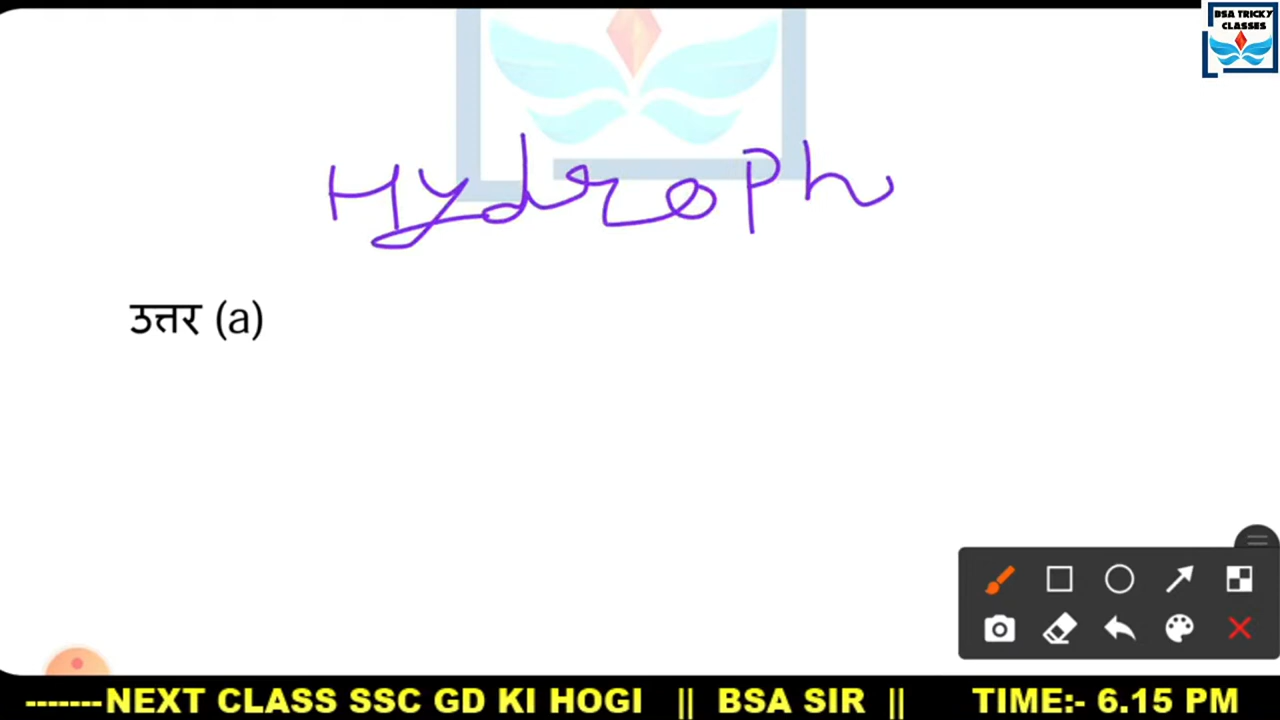 BSA TRICKY
CLASSES
Hydroph
उत्तर (a)
-------NEXT CLASS SSC GD KI HOGI || BSA SIR || TIME:- 6.15 PM